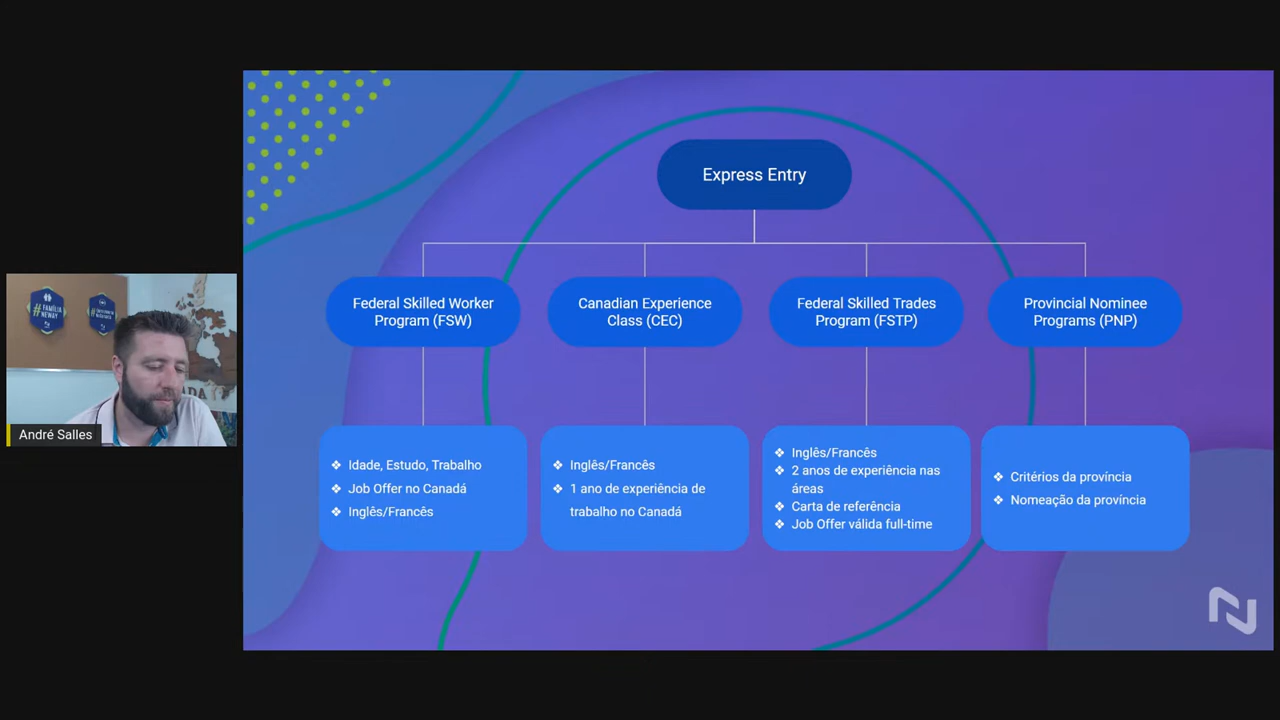 Express Entry
Federal Skilled Worker
Program (FSW)
Canadian Experience
Class (CEC)
Federal Skilled Trades
Program (FSTP)
Provincial Nominee
Programs (PNP)
❖ Idade, Estudo, Trabalho
❖ Job Offer no Canadá
❖ Inglês/Francês
❖ Inglês/Francês
❖ 1 ano de experiência de
trabalho no Canadá
❖ Inglês/Francês
❖ 2 anos de experiência nas
áreas
❖ Carta de referência
❖ Job Offer válida full-time
❖ Critérios da província
❖ Nomeação da província
#FAMÍLIA
NEWAY
André Salles